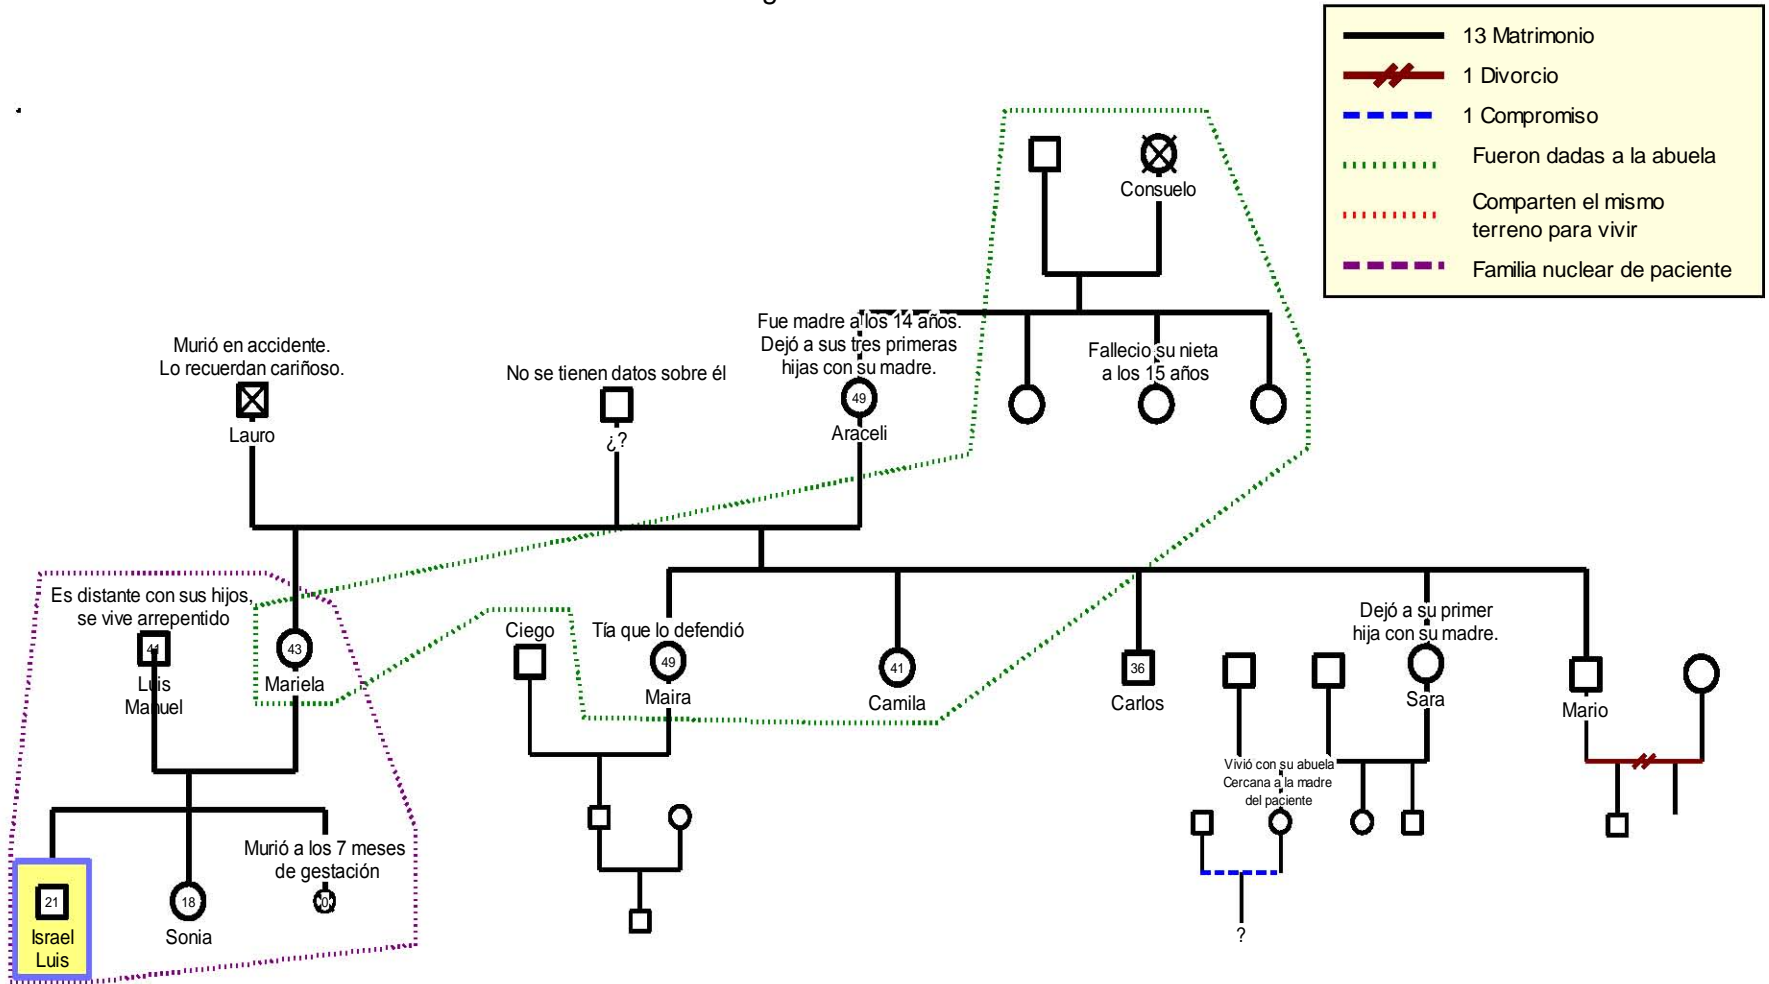 13 Matrimonio
1 Divorcio
1 Compromiso
Fueron dadas a la abuela
Comparten el mismo
terreno para vivir
Familia nuclear de paciente
Consuelo
Fue madre a los 14 años.
Dejó a sus tres primeras
hijas con su madre.
49
Araceli
Fallecio su nieta
a los 15 años
Murió en accidente.
Lo recuerdan cariñoso.
Lauro
No se tienen datos sobre él
¿?
Es distante con sus hijos,
se vive arrepentido
41
Luis
Manuel
43
Mariela
Ciego
Tía que lo defendió
49
Maira
41
Camila
36
Carlos
Dejó a su primer
hija con su madre.
Sara
Mario
Vivió con su abuela
Cercana a la madre
del paciente
?
Murió a los 7 meses
de gestación
0
21
Israel
Luis
18
Sonia